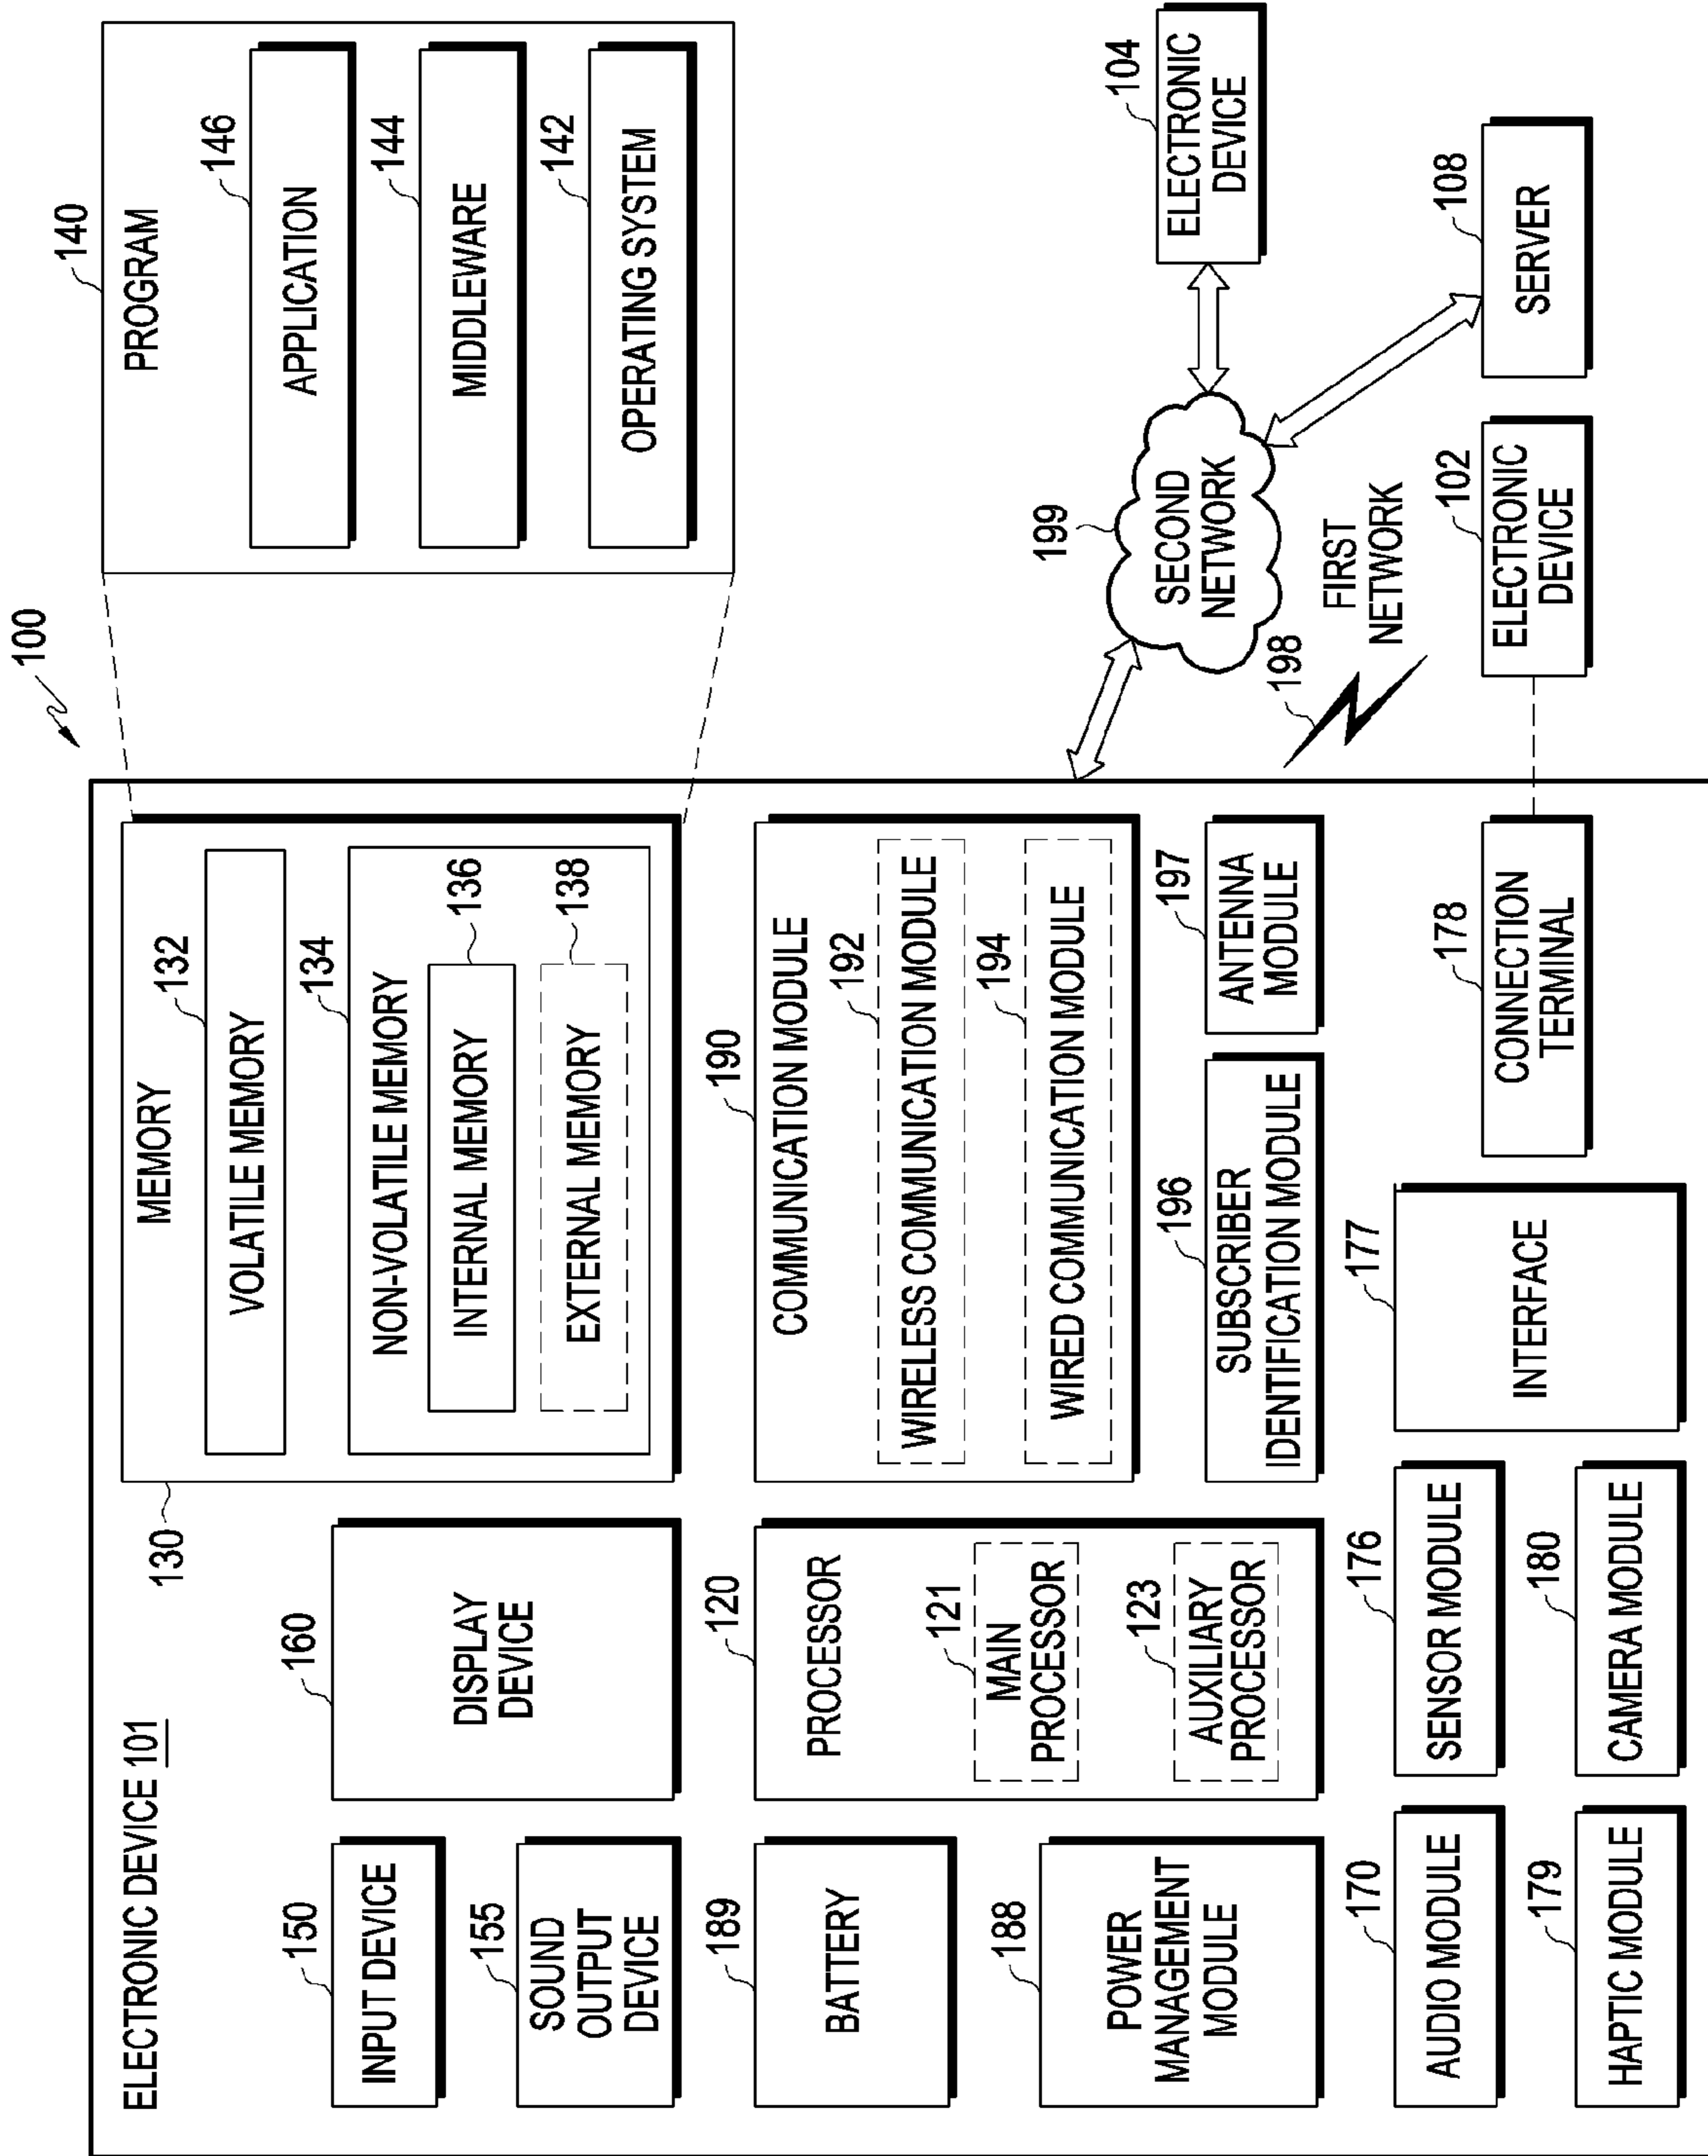 100
ELECTRONIC DEVICE 101
150
INPUT DEVICE
155
SOUND
OUTPUT
DEVICE
160
DISPLAY
DEVICE
130
MEMORY
132
VOLATILE MEMORY
134
NON-VOLATILE MEMORY
136
INTERNAL MEMORY
138
EXTERNAL MEMORY
140
PROGRAM
146
APPLICATION
144
MIDDLEWARE
142
OPERATING SYSTEM
189
BATTERY
188
POWER
MANAGEMENT
MODULE
120
PROCESSOR
121
MAIN
PROCESSOR
123
AUXILIARY
PROCESSOR
190
COMMUNICATION MODULE
192
WIRELESS COMMUNICATION MODULE
194
WIRED COMMUNICATION MODULE
196
SUBSCRIBER
IDENTIFICATION MODULE
197
ANTENNA
MODULE
170
AUDIO MODULE
176
SENSOR MODULE
179
HAPTIC MODULE
180
CAMERA MODULE
177
INTERFACE
178
CONNECTION
TERMINAL
199
SECOND
NETWORK
198
FIRST
NETWORK
104
ELECTRONIC
DEVICE
108
SERVER
102
ELECTRONIC
DEVICE